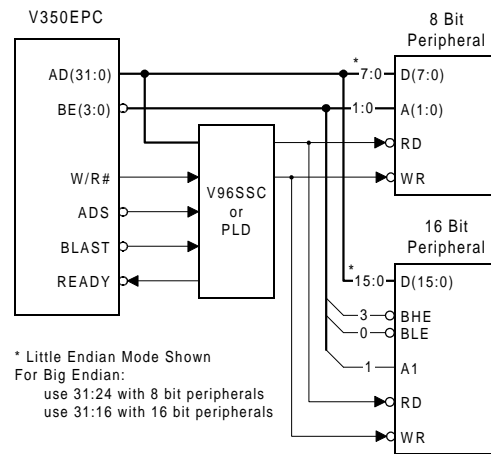 V350EPC
8 Bit
Peripheral
AD(31:0)
*
7:0
D(7:0)
BE(3:0)
1:0
A(1:0)
RD
W/R#
V96SSC
or
PLD
WR
ADS
BLAST
16 Bit
Peripheral
READY
*
15:0
D(15:0)
3
BHE
0
BLE
* Little Endian Mode Shown
For Big Endian:
use 31:24 with 8 bit peripherals
use 31:16 with 16 bit peripherals
1
A1
RD
WR